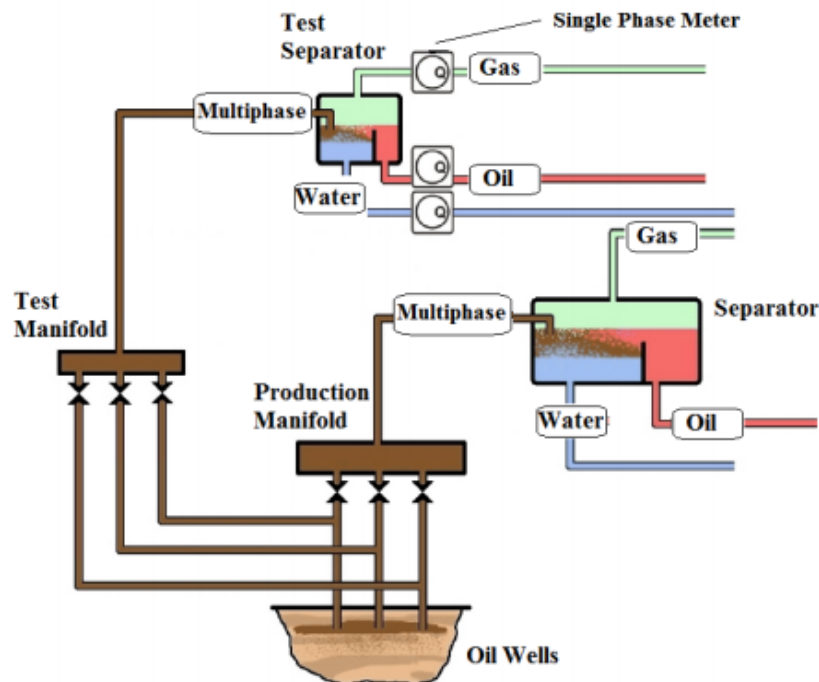 Test
Separator
Single Phase Meter
Gas
Multiphase
Oil
Water
Gas
Test
Manifold
Multiphase
Separator
Production
Manifold
Water
Oil
Oil Wells